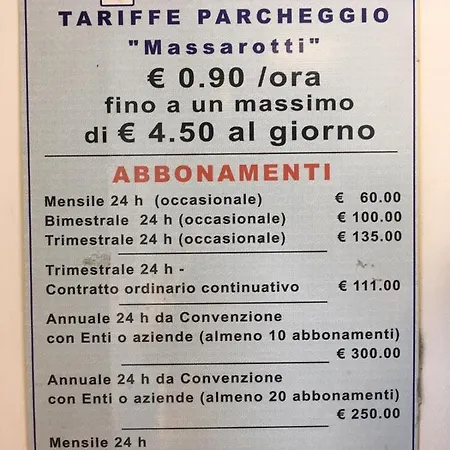 TARIFFE PARCHEGGIO
"Massarotti"
€ 0.90 /ora
fino a un massimo
di € 4.50 al giorno
ABBONAMENTI
Mensile 24 h (occasionale) € 60.00
Bimestrale 24 h (occasionale) € 100.00
Trimestrale 24 h (occasionale) € 135.00
Trimestrale 24 h -
Contratto ordinario continuativo € 111.00
Annuale 24 h da Convenzione
con Enti o aziende (almeno 10 abbonamenti)
€ 300.00
Annuale 24 h da Convenzione
con Enti o aziende (almeno 20 abbonamenti)
€ 250.00
Mensile 24 h